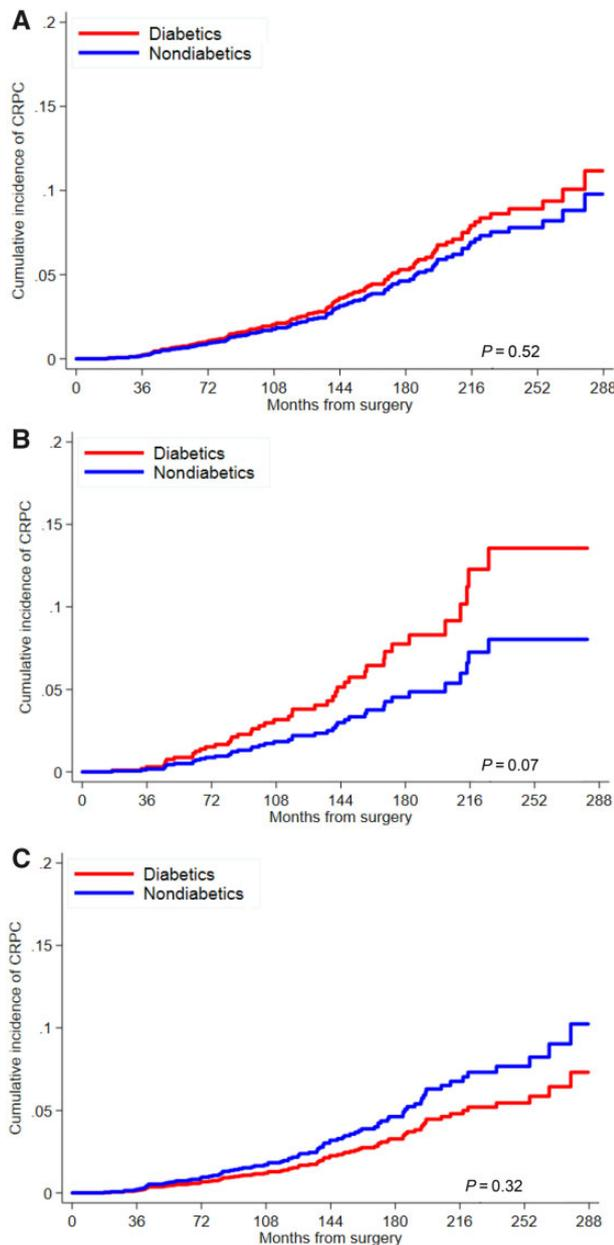 A
Diabetics
Nondiabetics
Cumulative incidence of CRPC
.2
.15
.1
.05
0
P = 0.52
0 36 72 108 144 180 216 252 288
Months from surgery
B
Diabetics
Nondiabetics
Cumulative incidence of CRPC
.2
.15
.1
.05
0
P = 0.07
0 36 72 108 144 180 216 252 288
Months from surgery
C
Diabetics
Nondiabetics
Cumulative incidence of CRPC
.2
.15
.1
.05
0
P = 0.32
0 36 72 108 144 180 216 252 288
Months from surgery